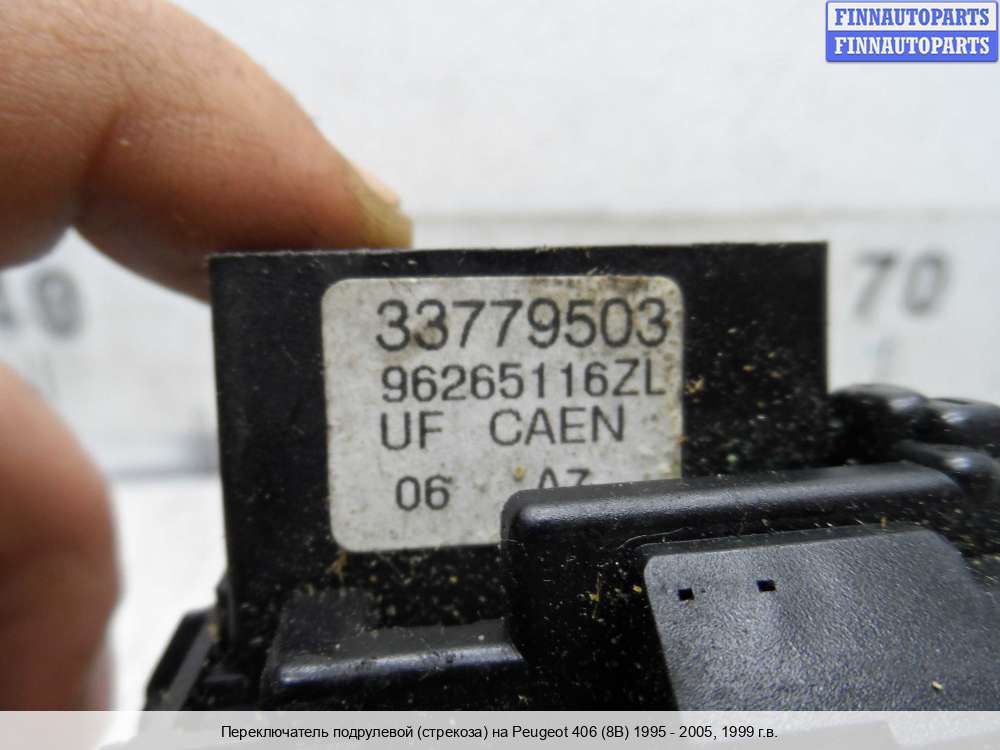 FINNAUTOPARTS
FINNAUTOPARTS
70
33779503
96265116ZL
UF CAEN
06
Переключатель подрулевой (стрекоза) на Peugeot 406 (8B) 1995 - 2005, 1999 г.в.